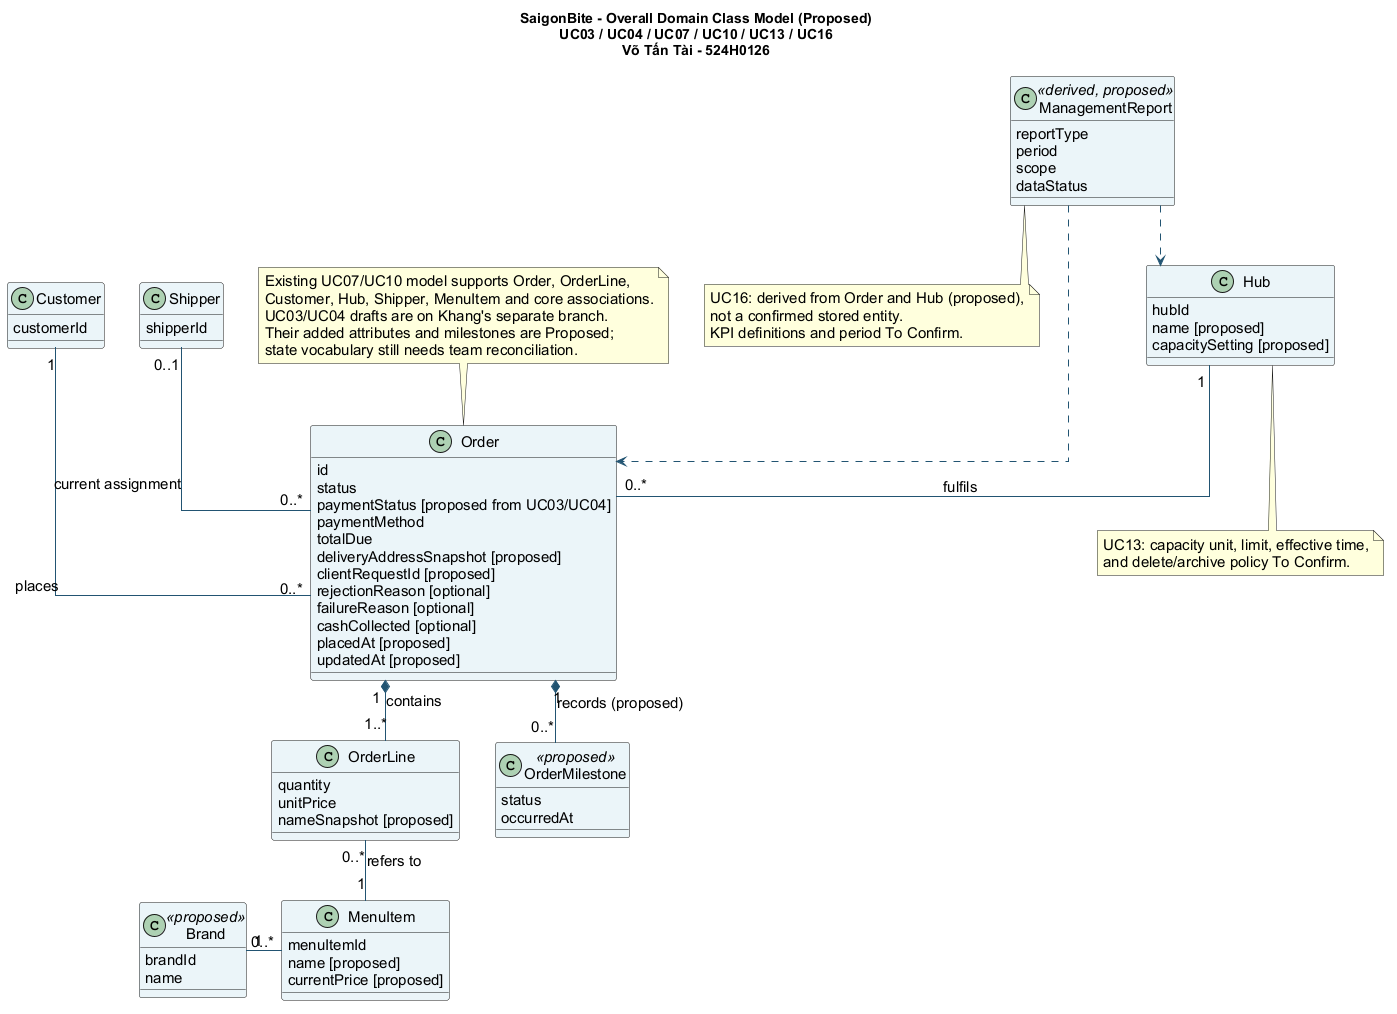 SaigonBite - Overall Domain Class Model (Proposed)
UC03 / UC04 / UC07 / UC10 / UC13 / UC16
Võ Tấn Tài - 524H0126
C
«derived, proposed»
ManagementReport
reportType
period
scope
dataStatus
Existing UC07/UC10 model supports Order, OrderLine,
Customer, Hub, Shipper, MenuItem and core associations.
UC03/UC04 drafts are on Khang's separate branch.
Their added attributes and milestones are Proposed;
state vocabulary still needs team reconciliation.
UC16: derived from Order and Hub (proposed),
not a confirmed stored entity.
KPI definitions and period To Confirm.
C Customer
customerId
C Shipper
shipperId
C Hub
hubId
name [proposed]
capacitySetting [proposed]
1
0..1
1
C Order
id
status
paymentStatus [proposed from UC03/UC04]
paymentMethod
totalDue
deliveryAddressSnapshot [proposed]
clientRequestId [proposed]
rejectionReason [optional]
failureReason [optional]
cashCollected [optional]
placedAt [proposed]
updatedAt [proposed]
current assignment
0..*
0..*
fulfils
places
0..*
UC13: capacity unit, limit, effective time,
and delete/archive policy To Confirm.
1
contains
1..*
1
records (proposed)
0..*
C OrderLine
quantity
unitPrice
nameSnapshot [proposed]
C
«proposed»
OrderMilestone
status
occurredAt
0..*
refers to
1
C
«proposed»
Brand
brandId
name
1
0..*
C MenuItem
menuItemId
name [proposed]
currentPrice [proposed]